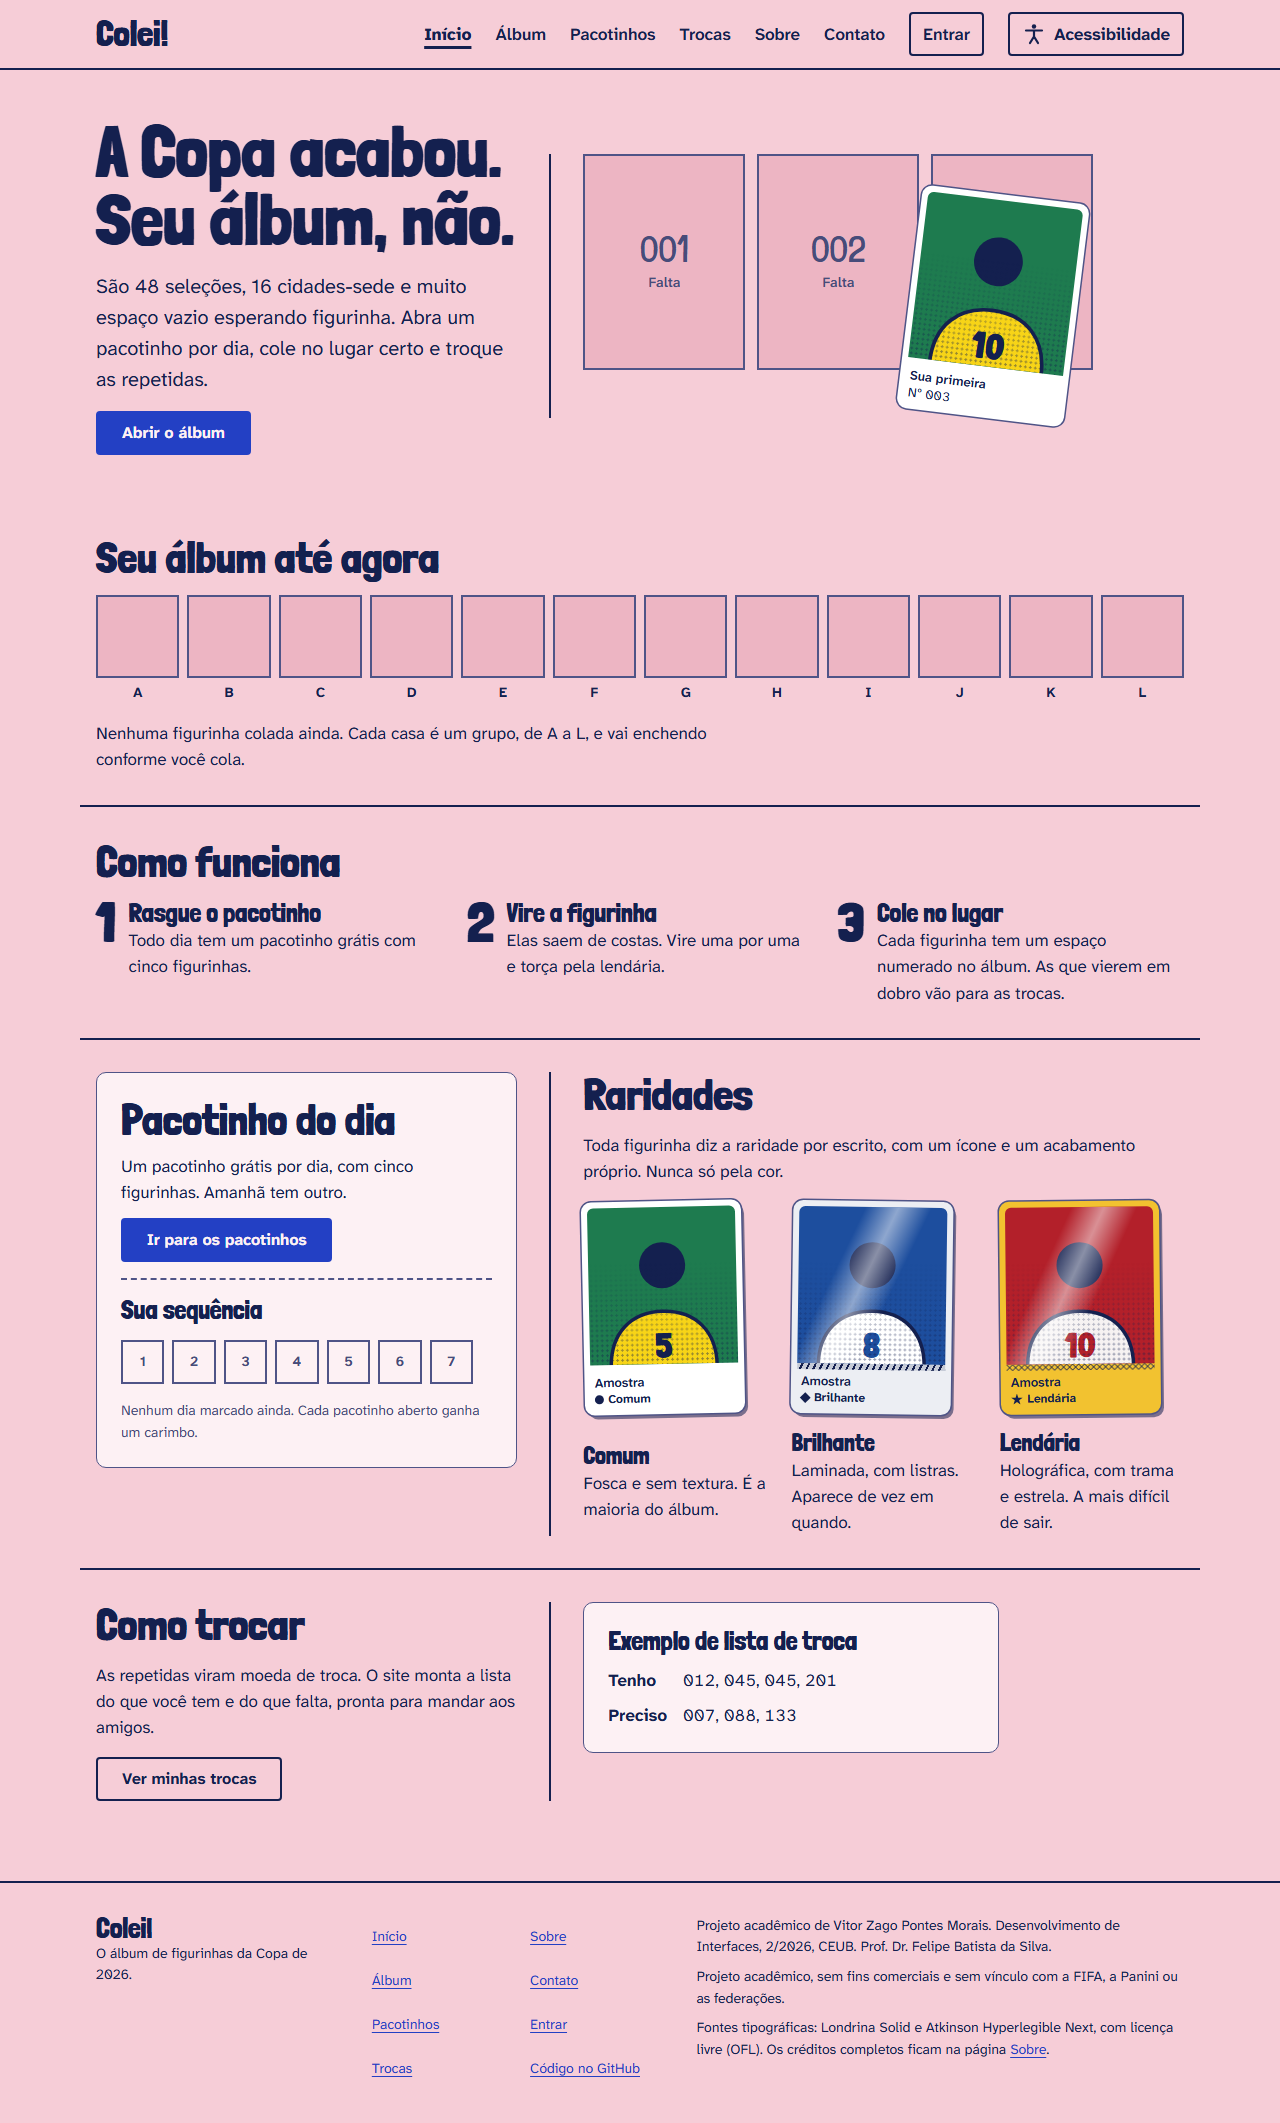 Colei!
Início
Álbum
Pacotinhos
Trocas
Sobre
Contato
Entrar
Acessibilidade
A Copa acabou.
Seu álbum, não.
São 48 seleções, 16 cidades-sede e muito
espaço vazio esperando figurinha. Abra um
pacotinho por dia, cole no lugar certo e troque
as repetidas.
Abrir o álbum
001
Falta
002
Falta
10
Sua primeira
Nº 003
Seu álbum até agora
A
B
C
D
E
F
G
H
I
J
K
L
Nenhuma figurinha colada ainda. Cada casa é um grupo, de A a L, e vai enchendo
conforme você cola.
Como funciona
1
Rasgue o pacotinho
Todo dia tem um pacotinho grátis com
cinco figurinhas.
2
Vire a figurinha
Elas saem de costas. Vire uma por uma
e torça pela lendária.
3
Cole no lugar
Cada figurinha tem um espaço
numerado no álbum. As que vierem em
dobro vão para as trocas.
Pacotinho do dia
Um pacotinho grátis por dia, com cinco
figurinhas. Amanhã tem outro.
Ir para os pacotinhos
Sua sequência
1
2
3
4
5
6
7
Nenhum dia marcado ainda. Cada pacotinho aberto ganha
um carimbo.
Raridades
Toda figurinha diz a raridade por escrito, com um ícone e um acabamento
próprio. Nunca só pela cor.
5
Amostra
Comum
8
Amostra
Brilhante
10
Amostra
Lendária
Comum
Fosca e sem textura. É a
maioria do álbum.
Brilhante
Laminada, com listras.
Aparece de vez em
quando.
Lendária
Holográfica, com trama
e estrela. A mais difícil
de sair.
Como trocar
As repetidas viram moeda de troca. O site monta a lista
do que você tem e do que falta, pronta para mandar aos
amigos.
Ver minhas trocas
Exemplo de lista de troca
Tenho 012, 045, 045, 201
Preciso 007, 088, 133
Colei!
O álbum de figurinhas da Copa de
2026.
Início
Álbum
Pacotinhos
Trocas
Sobre
Contato
Entrar
Código no GitHub
Projeto acadêmico de Vitor Zago Pontes Morais. Desenvolvimento de
Interfaces, 2/2026, CEUB. Prof. Dr. Felipe Batista da Silva.
Projeto acadêmico, sem fins comerciais e sem vínculo com a FIFA, a Panini ou
as federações.
Fontes tipográficas: Londrina Solid e Atkinson Hyperlegible Next, com licença
livre (OFL). Os créditos completos ficam na página Sobre.